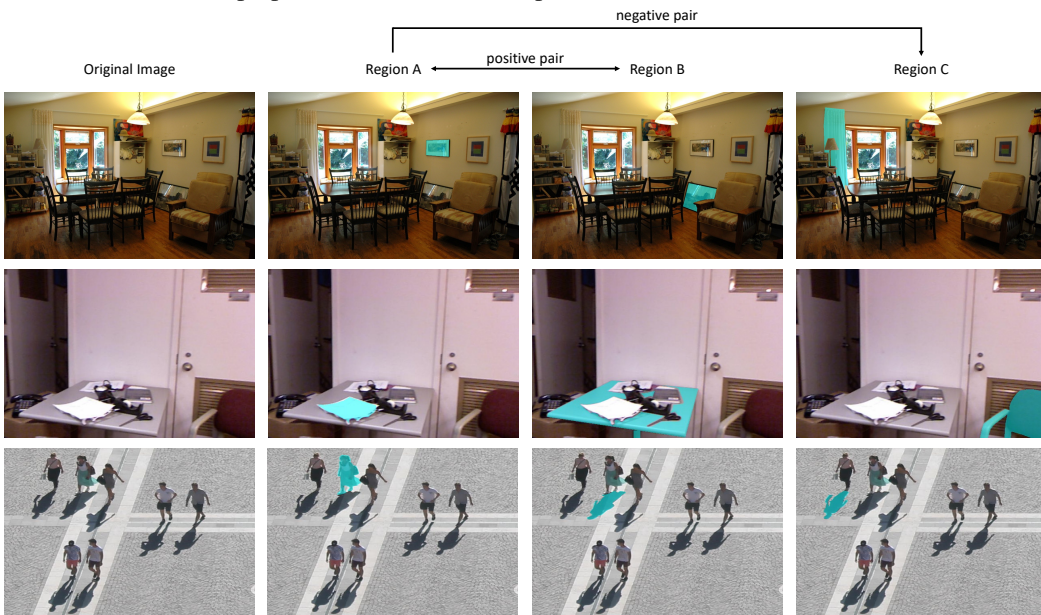 negative pair
positive pair
Original Image
Region A
Region B
Region C